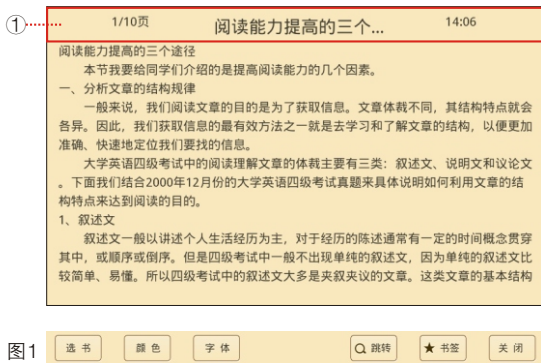 ① 1/10页 阅读能力提高的三个... 14:06
阅读能力提高的三个途径
本节我要给同学们介绍的是提高阅读能力的几个因素。
一、分析文章的结构规律
一般来说，我们阅读文章的目的是为了获取信息。文章体裁不同，其结构特点就会
各异。因此，我们获取信息的最有效方法之一就是去学习和了解文章的结构，以便更加
准确、快速地定位我们要找的信息。
大学英语四级考试中的阅读理解文章的体裁主要有三类：叙述文、说明文和议论文
。下面我们结合2000年12月份的大学英语四级考试真题来具体说明如何利用文章的结
构特点来达到阅读的目的。
1、叙述文
叙述文一般以讲述个人生活经历为主，对于经历的陈述通常有一定的时间概念贯穿
其中，或顺序或倒序。但是四级考试中一般不出现单纯的叙述文，因为单纯的叙述文比
较简单、易懂。所以四级考试中的叙述文大多是夹叙夹议的文章。这类文章的基本结构
图1 选书 颜色 字体 跳转 书签 关闭